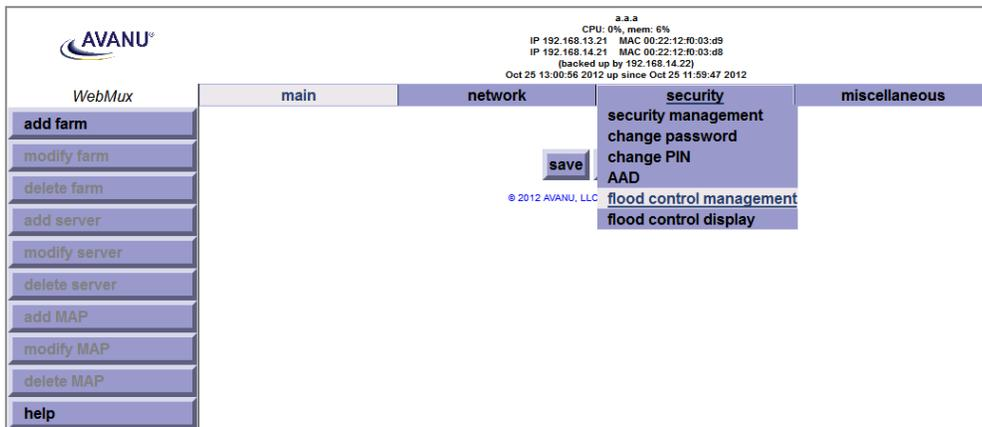 AVANU®
WebMux
a.a.a
CPU: 0%, mem: 6%
IP 192.168.13.21 MAC 00:22:12:f0:03:d9
IP 192.168.14.21 MAC 00:22:12:f0:03:d8
(backed up by 192.168.14.22)
Oct 25 13:00:56 2012 up since Oct 25 11:59:47 2012
main network security miscellaneous
add farm
modify farm
delete farm
add server
modify server
delete server
add MAP
modify MAP
delete MAP
help
security management
change password
change PIN
AAD
flood control management
flood control display
save
© 2012 AVANU, LLC